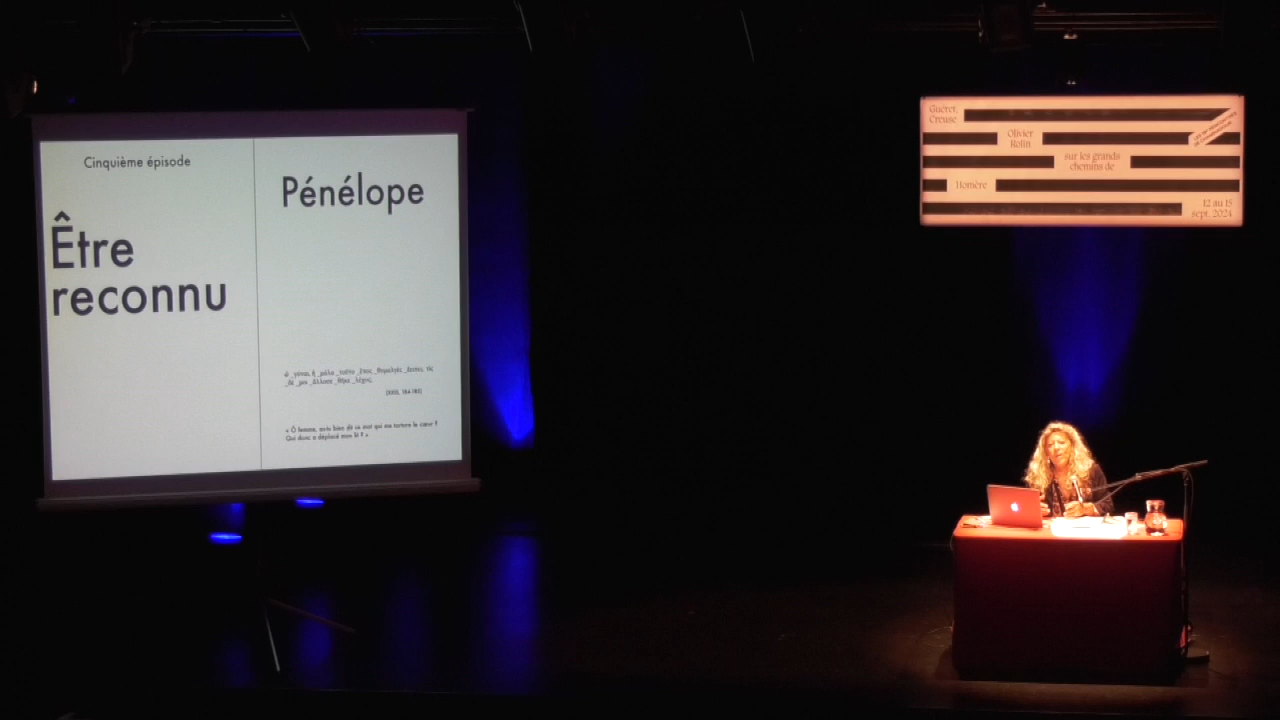 Cinquième épisode
Être
reconnu
Pénélope
(XXIII, 184-185)
« Ô femme, as-tu bien dit ce mot qui me torture le cœur ?
Qui donc a déplacé mon lit ? »
Guéret,
Creuse
Olivier
Rolin
sur les grands
chemins de
Homère
12 au 15
sept. 2024